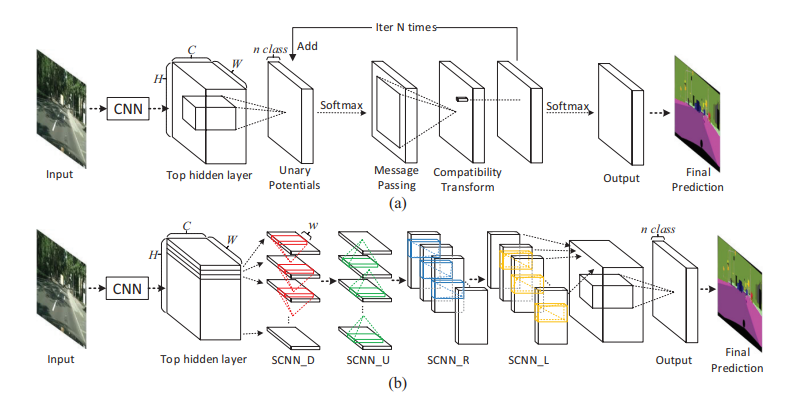 Iter N times
C
n class
Add
W
H
CNN
Softmax
Softmax
Input
Top hidden layer
Unary
Potentials
Message
Passing
Compatibility
Transform
Output
Final
Prediction
(a)
C
w
n class
W
H
CNN
Input
Top hidden layer
SCNN_D
SCNN_U
SCNN_R
SCNN_L
Output
Final
Prediction
(b)